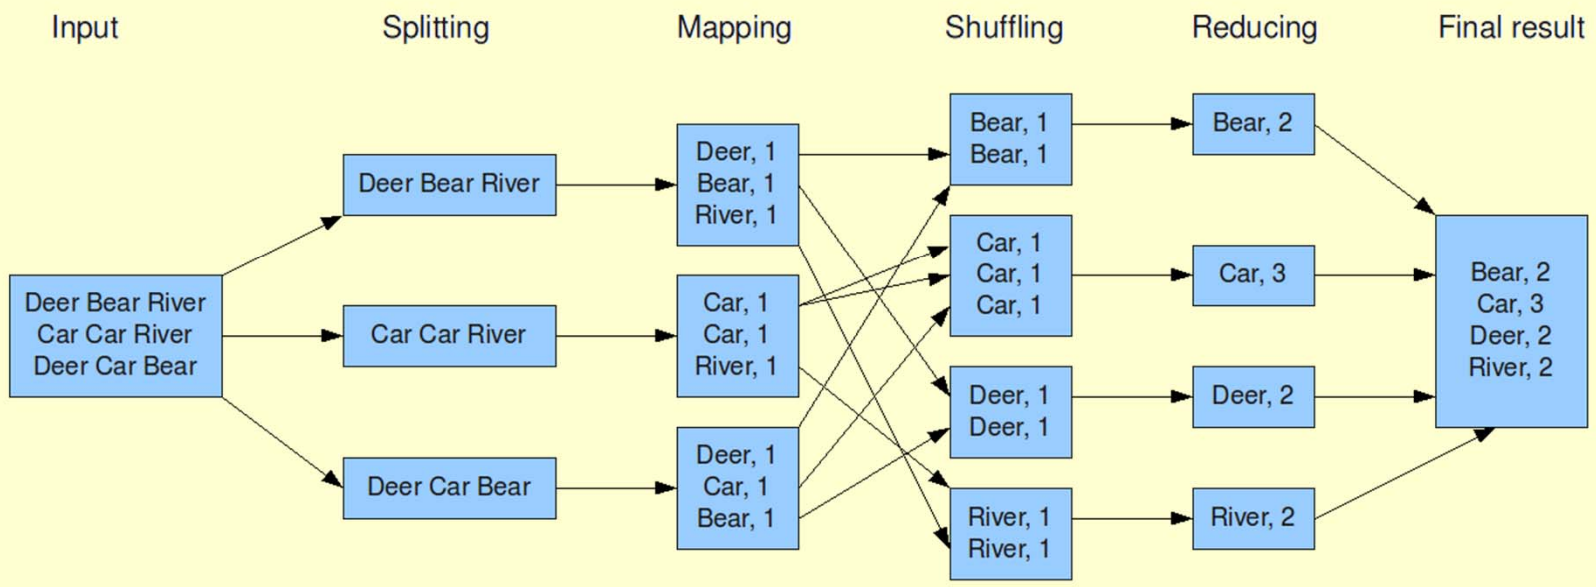 Input
Splitting
Mapping
Shuffling
Reducing
Final result
Deer Bear River
Car Car River
Deer Car Bear
Deer Bear River
Car Car River
Deer Car Bear
Deer, 1
Bear, 1
River, 1
Car, 1
Car, 1
River, 1
Deer, 1
Car, 1
Bear, 1
Bear, 1
Bear, 1
Car, 1
Car, 1
Car, 1
Deer, 1
Deer, 1
River, 1
River, 1
Bear, 2
Car, 3
Deer, 2
River, 2
Bear, 2
Car, 3
Deer, 2
River, 2